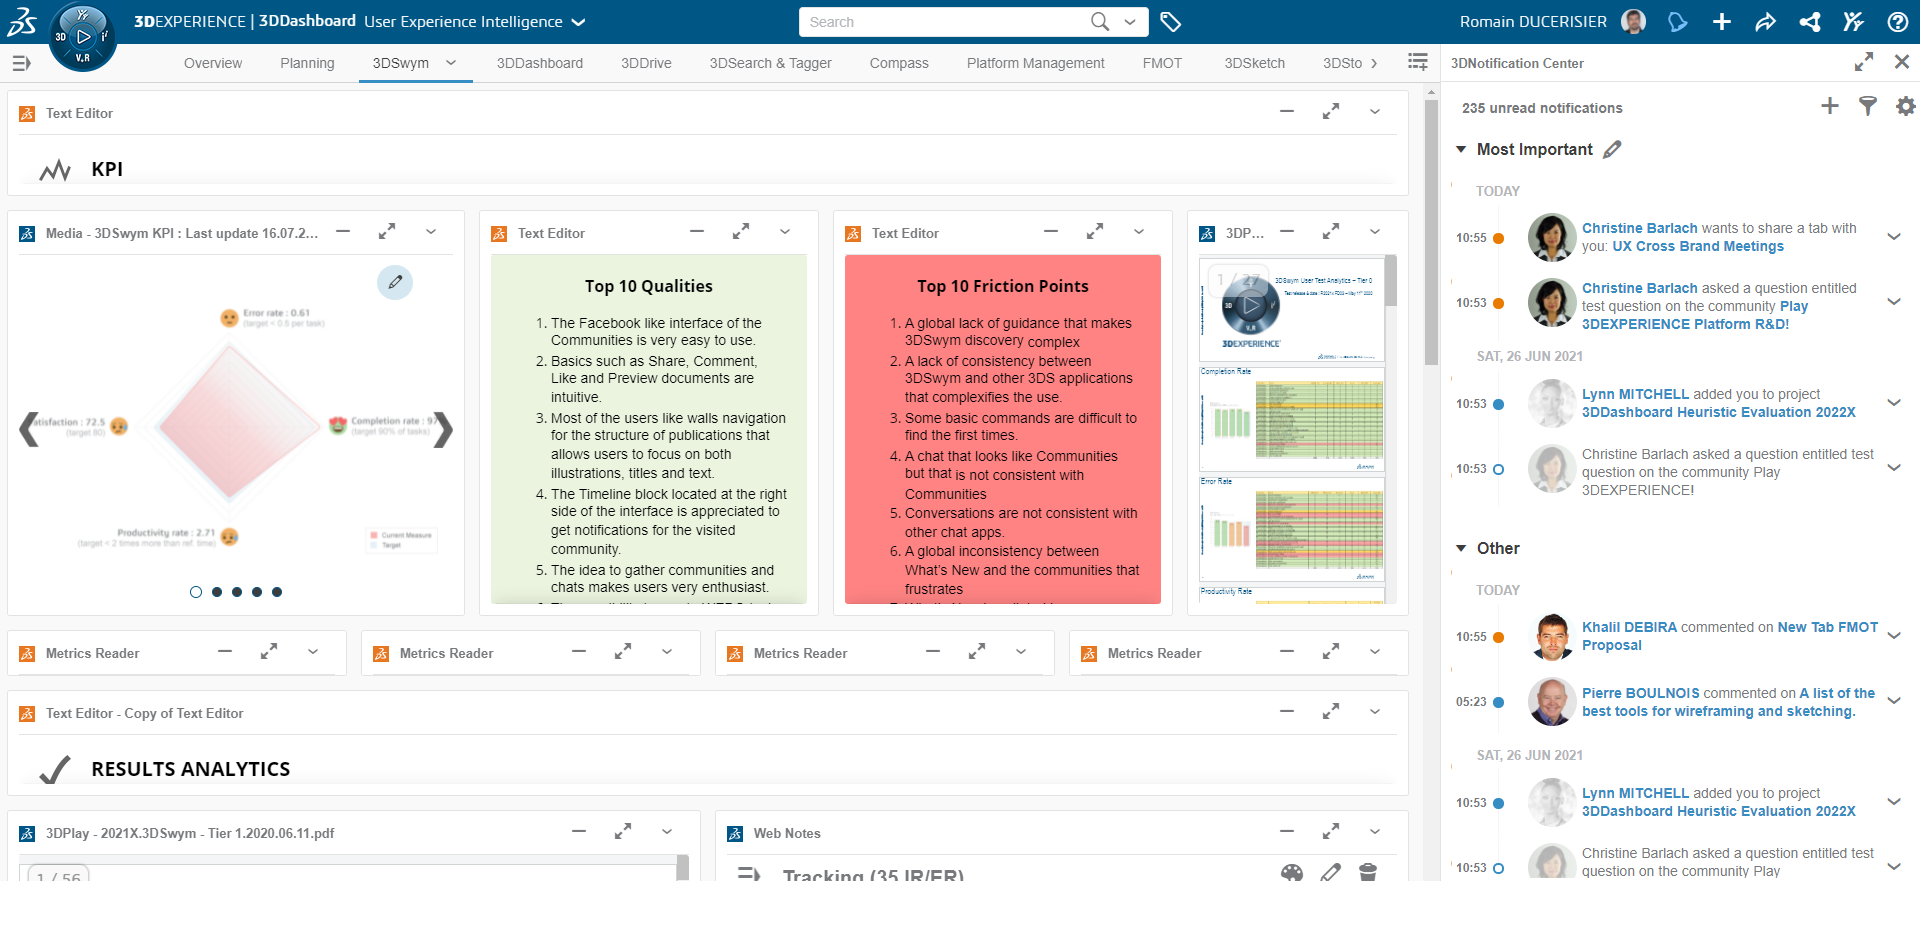 3DEXPERIENCE | 3DDashboard User Experience Intelligence
Search
Romain DUCERISIER
3D
V.R
Overview
Planning
3DSwym
3DDashboard
3DDrive
3DSearch & Tagger
Compass
Platform Management
FMOT
3DSketch
3DSto
Text Editor
KPI
Media - 3DSwym KPI : Last update 16.07.2...
Error rate : 0.61
(target < 0.5 per task)
atisfaction : 72.5
(target 80)
Completion rate : 97
(target 90% of tasks)
Productivity rate : 2.71
(target < 2 times more than ref. time)
Current Measure
Target
Text Editor
Top 10 Qualities
1. The Facebook like interface of the
Communities is very easy to use.
2. Basics such as Share, Comment,
Like and Preview documents are
intuitive.
3. Most of the users like walls navigation
for the structure of publications that
allows users to focus on both
illustrations, titles and text.
4. The Timeline block located at the right
side of the interface is appreciated to
get notifications for the visited
community.
5. The idea to gather communities and
chats makes users very enthusiast.
Text Editor
Top 10 Friction Points
1. A global lack of guidance that makes
3DSwym discovery complex
2. A lack of consistency between
3DSwym and other 3DS applications
that complexifies the use.
3. Some basic commands are difficult to
find the first times.
4. A chat that looks like Communities
but that is not consistent with
Communities
5. Conversations are not consistent with
other chat apps.
6. A global inconsistency between
What's New and the communities that
frustrates
3DP...
1 / 27
3DSwym User Test Analytics – Tier 0
3DEXPERIENCE
Completion Rate
Error Rate
Productivity Rate
Metrics Reader
Metrics Reader
Metrics Reader
Metrics Reader
Text Editor - Copy of Text Editor
RESULTS ANALYTICS
3DPlay - 2021X.3DSwym - Tier 1.2020.06.11.pdf
1 / 56
Web Notes
Tracking (35 IR/ER)
3DNotification Center
235 unread notifications
Most Important
TODAY
10:55
Christine Barlach wants to share a tab with
you: UX Cross Brand Meetings
10:53
Christine Barlach asked a question entitled
test question on the community Play
3DEXPERIENCE Platform R&D!
SAT, 26 JUN 2021
10:53
Lynn MITCHELL added you to project
3DDashboard Heuristic Evaluation 2022X
10:53
Christine Barlach asked a question entitled test
question on the community Play
3DEXPERIENCE!
Other
TODAY
10:55
Khalil DEBIRA commented on New Tab FMOT
Proposal
05:23
Pierre BOULNOIS commented on A list of the
best tools for wireframing and sketching.
SAT, 26 JUN 2021
10:53
Lynn MITCHELL added you to project
3DDashboard Heuristic Evaluation 2022X
10:53
Christine Barlach asked a question entitled test
question on the community Play